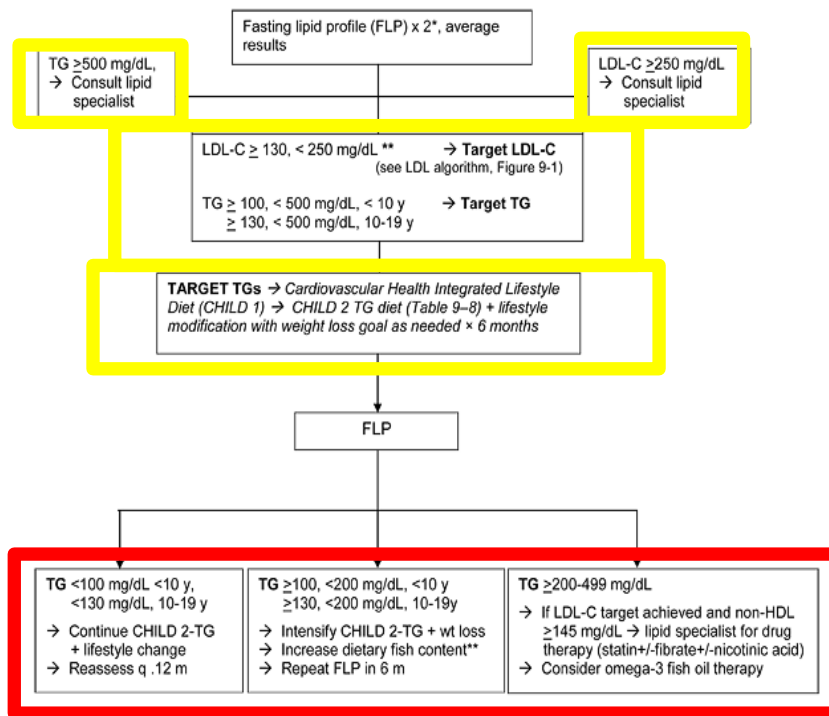 Fasting lipid profile (FLP) x 2*, average
results
TG ≥500 mg/dL,
→ Consult lipid
specialist
LDL-C ≥250 mg/dL
→ Consult lipid
specialist
LDL-C ≥ 130, < 250 mg/dL ** → Target LDL-C
(see LDL algorithm, Figure 9-1)
TG ≥ 100, < 500 mg/dL, < 10 y → Target TG
≥ 130, < 500 mg/dL, 10-19 y
TARGET TGs → Cardiovascular Health Integrated Lifestyle
Diet (CHILD 1) → CHILD 2 TG diet (Table 9–8) + lifestyle
modification with weight loss goal as needed × 6 months
FLP
TG <100 mg/dL <10 y,
<130 mg/dL, 10-19 y
→ Continue CHILD 2-TG
+ lifestyle change
→ Reassess q .12 m
TG ≥100, <200 mg/dL, <10 y
≥130, <200 mg/dL, 10-19y
→ Intensify CHILD 2-TG + wt loss
→ Increase dietary fish content**
→ Repeat FLP in 6 m
TG ≥200-499 mg/dL
→ If LDL-C target achieved and non-HDL
≥145 mg/dL → lipid specialist for drug
therapy (statin+/-fibrate+/-nicotinic acid)
→ Consider omega-3 fish oil therapy